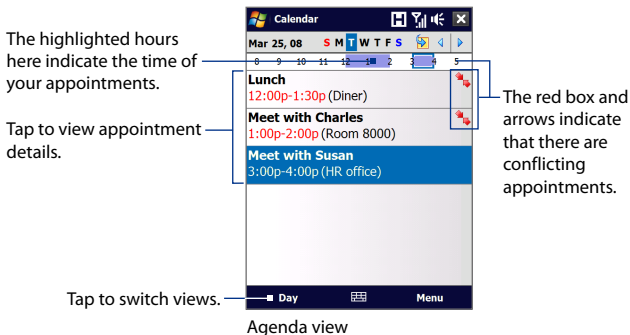 Calendar
The highlighted hours
here indicate the time of
your appointments.
Mar 25, 08 S M T W T F S
8 9 10 11 12 1 2 3 4 5
Lunch
12:00p-1:30p (Diner)
Meet with Charles
1:00p-2:00p (Room 8000)
Meet with Susan
3:00p-4:00p (HR office)
Tap to view appointment
details.
The red box and
arrows indicate
that there are
conflicting
appointments.
Tap to switch views.
Day
Menu
Agenda view